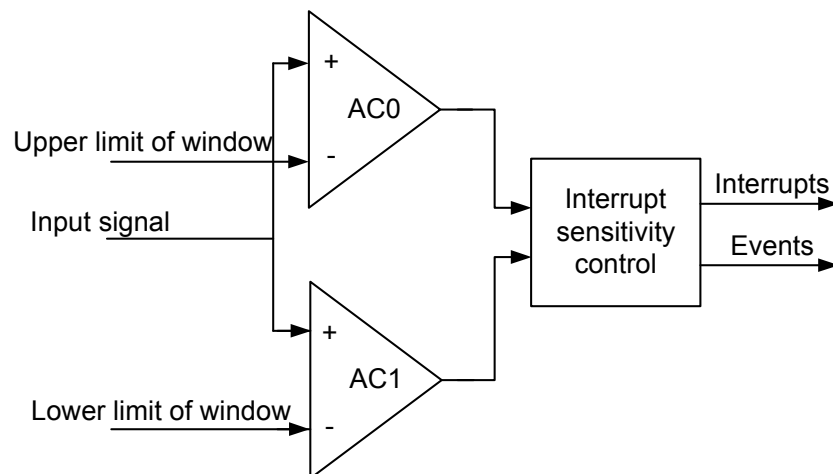 +
AC0
Upper limit of window
-
Interrupts
Interrupt
sensitivity
control
Input signal
Events
+
AC1
Lower limit of window
-